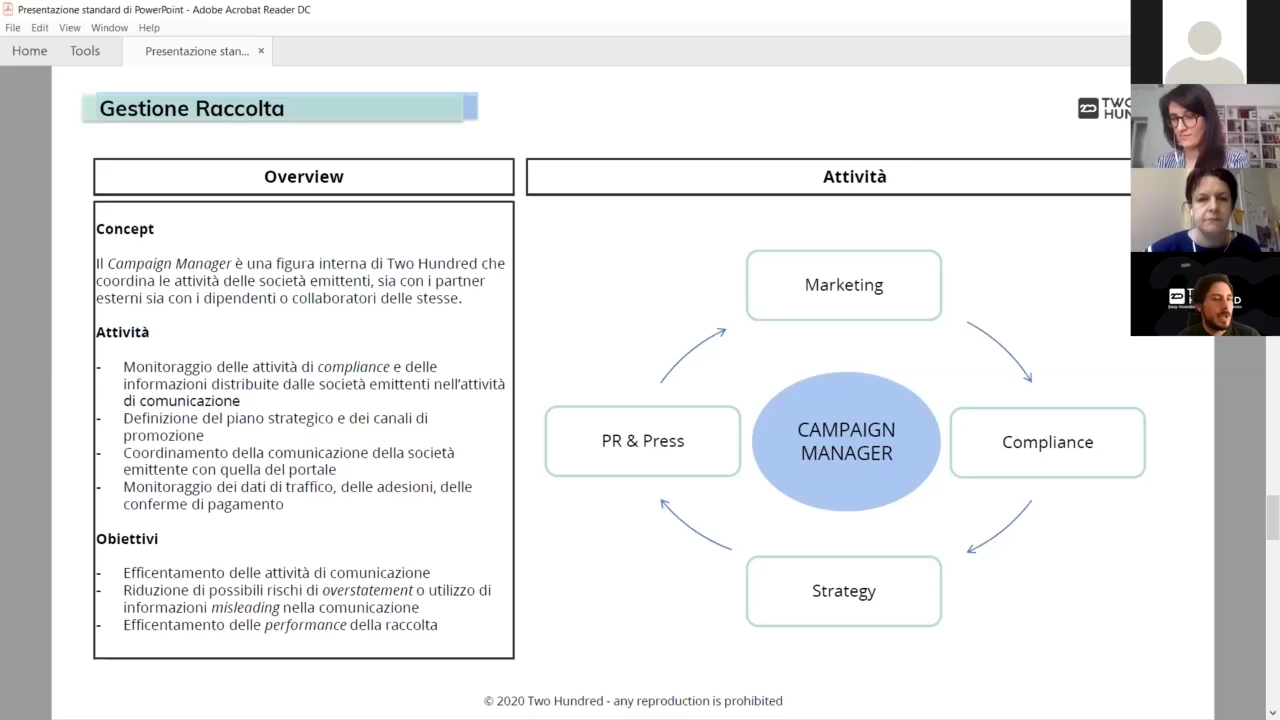 Presentazione standard di PowerPoint - Adobe Acrobat Reader DC
File Edit View Window Help
Home Tools Presentazione stan... ×
Gestione Raccolta
TWO
HUN
Overview
Attività
Concept
Il Campaign Manager è una figura interna di Two Hundred che
coordina le attività delle società emittenti, sia con i partner
esterni sia con i dipendenti o collaboratori delle stesse.
Attività
- Monitoraggio delle attività di compliance e delle
informazioni distribuite dalle società emittenti nell’attività
di comunicazione
- Definizione del piano strategico e dei canali di
promozione
- Coordinamento della comunicazione della società
emittente con quella del portale
- Monitoraggio dei dati di traffico, delle adesioni, delle
conferme di pagamento
Obiettivi
- Efficentamento delle attività di comunicazione
- Riduzione di possibili rischi di overstatement o utilizzo di
informazioni misleading nella comunicazione
- Efficentamento delle performance della raccolta
Marketing
PR & Press
CAMPAIGN
MANAGER
Compliance
Strategy
© 2020 Two Hundred - any reproduction is prohibited